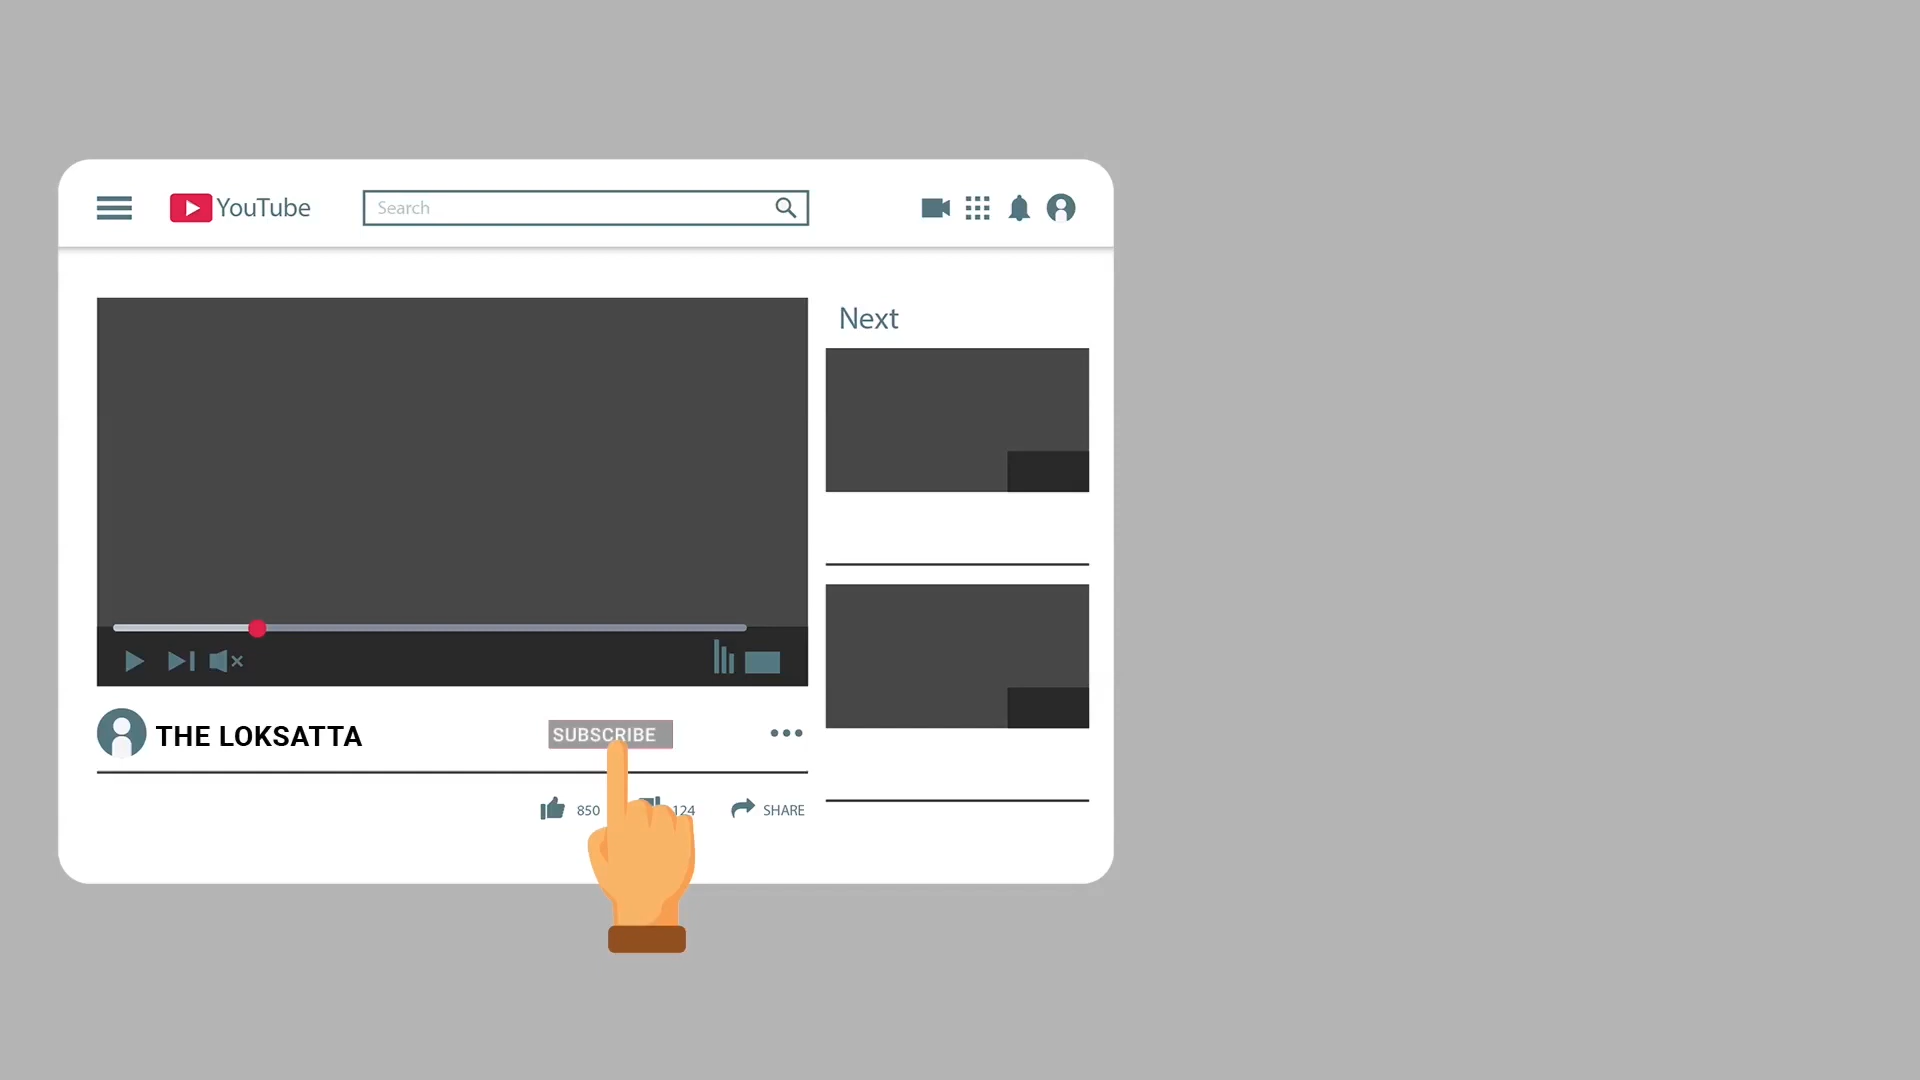 YouTube
Search
Next
THE LOKSATTA
SUBSCRIBE
850
124
SHARE